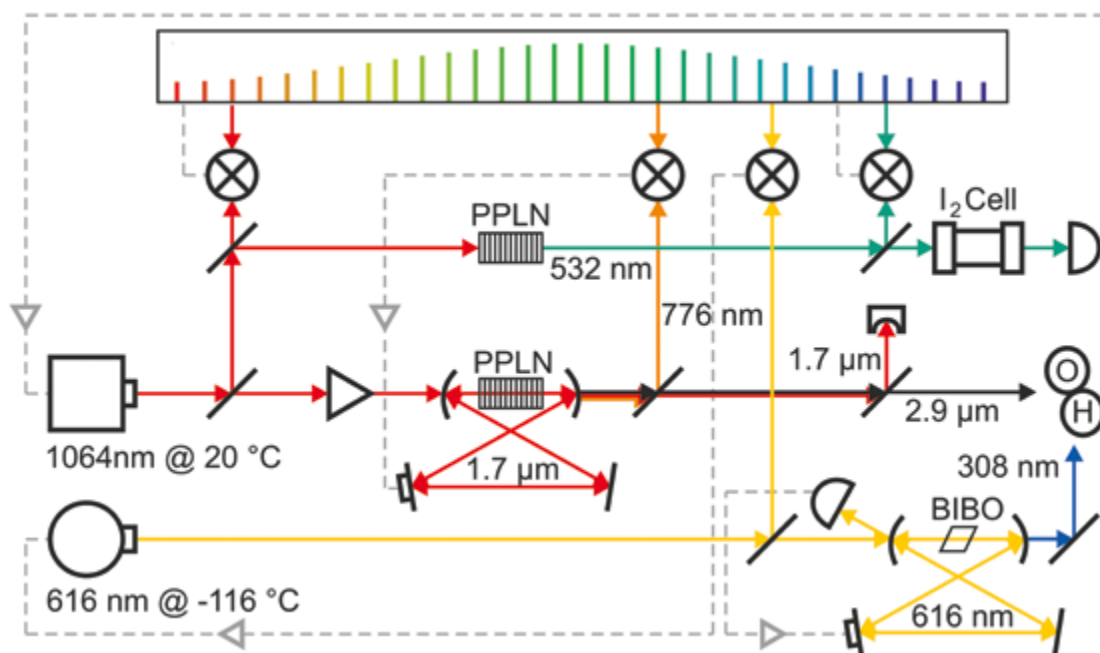 I₂Cell
PPLN
532 nm
776 nm
PPLN
1.7 µm
O
H
2.9 µm
1064nm @ 20 °C
1.7 µm
308 nm
BIBO
616 nm @ -116 °C
616 nm